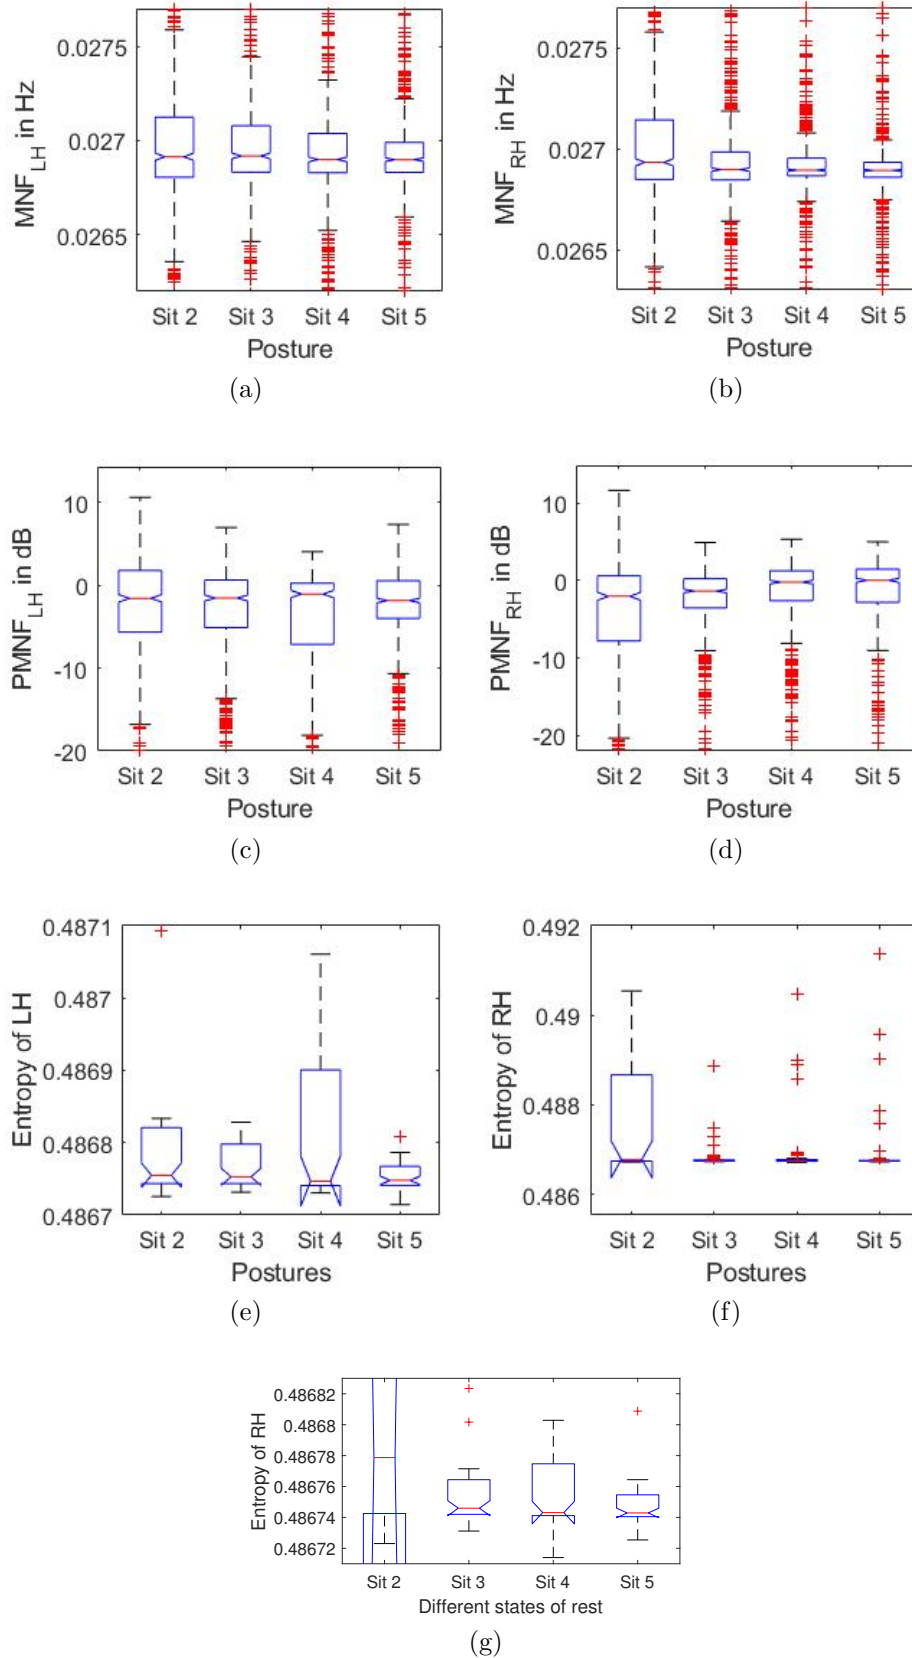 MNF_LH in Hz
0.0275
0.027
0.0265
Sit 2 Sit 3 Sit 4 Sit 5
Posture
(a)
MNF_RH in Hz
0.0275
0.027
0.0265
Sit 2 Sit 3 Sit 4 Sit 5
Posture
(b)
PMNF_LH in dB
10
0
-10
-20
Sit 2 Sit 3 Sit 4 Sit 5
Posture
(c)
PMNF_RH in dB
10
0
-10
-20
Sit 2 Sit 3 Sit 4 Sit 5
Posture
(d)
Entropy of LH
0.4871
0.487
0.4869
0.4868
0.4867
Sit 2 Sit 3 Sit 4 Sit 5
Postures
(e)
Entropy of RH
0.492
0.49
0.488
0.486
Sit 2 Sit 3 Sit 4 Sit 5
Postures
(f)
Entropy of RH
0.48682
0.4868
0.48678
0.48676
0.48674
0.48672
Sit 2 Sit 3 Sit 4 Sit 5
Different states of rest
(g)